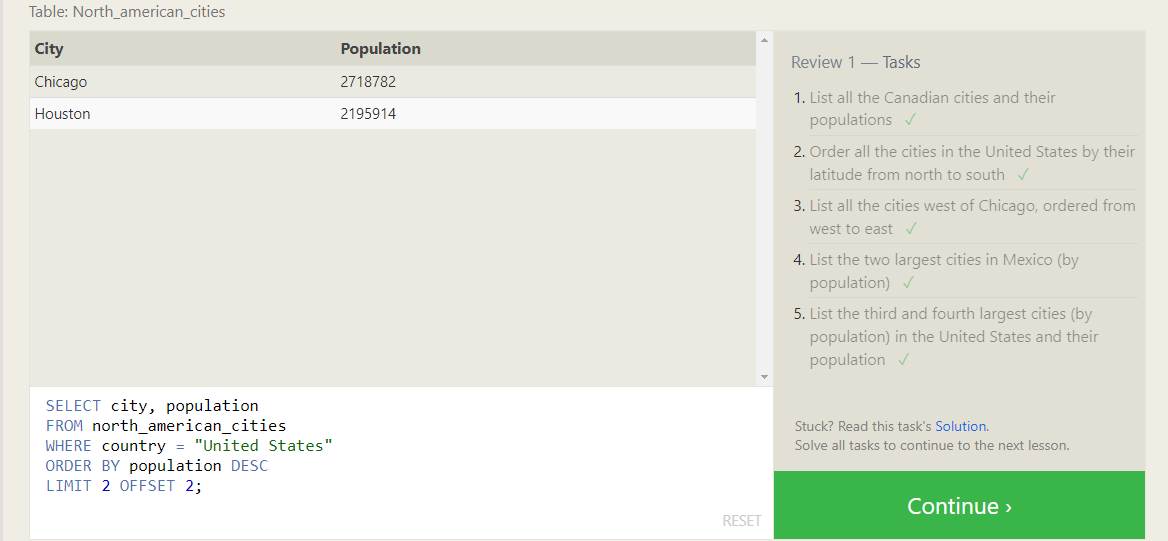 Table: North_american_cities
City Population
Chicago 2718782
Houston 2195914
SELECT city, population
FROM north_american_cities
WHERE country = "United States"
ORDER BY population DESC
LIMIT 2 OFFSET 2;
RESET
Review 1 — Tasks
1. List all the Canadian cities and their
populations ✓
2. Order all the cities in the United States by their
latitude from north to south ✓
3. List all the cities west of Chicago, ordered from
west to east ✓
4. List the two largest cities in Mexico (by
population) ✓
5. List the third and fourth largest cities (by
population) in the United States and their
population ✓
Stuck? Read this task's Solution.
Solve all tasks to continue to the next lesson.
Continue ›